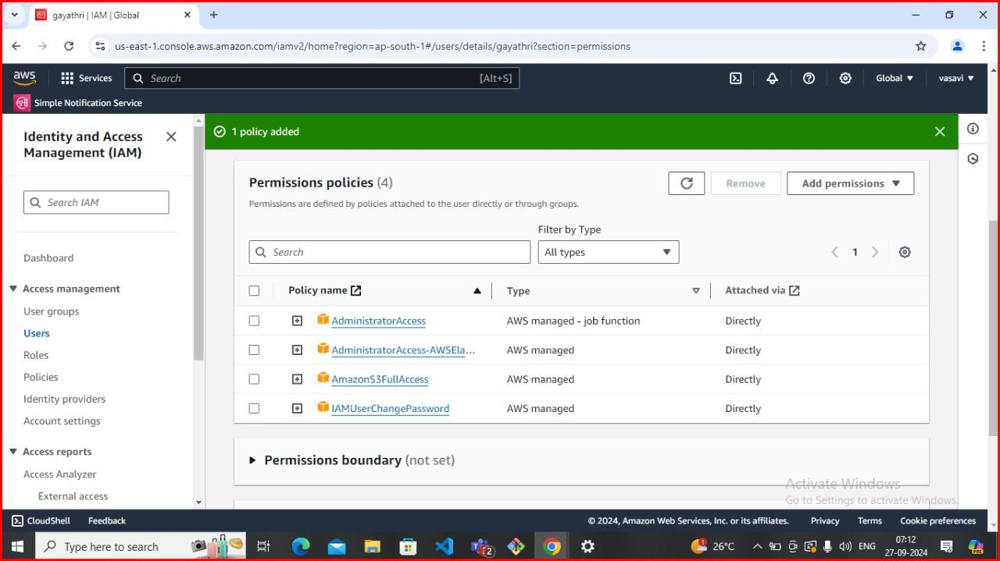 gayathri | IAM | Global
us-east-1.console.aws.amazon.com/iamv2/home?region=ap-south-1#/users/details/gayathri?section=permissions
aws Services Search [Alt+S] Global vasavi
Simple Notification Service
Identity and Access
Management (IAM)
Search IAM
Dashboard
Access management
User groups
Users
Roles
Policies
Identity providers
Account settings
Access reports
Access Analyzer
External access
1 policy added
Permissions policies (4)
Remove
Add permissions
Permissions are defined by policies attached to the user directly or through groups.
Filter by Type
Search
All types
1
Policy name Type Attached via
AdministratorAccess AWS managed - job function Directly
AdministratorAccess-AWSEla... AWS managed Directly
AmazonS3FullAccess AWS managed Directly
IAMUserChangePassword AWS managed Directly
Permissions boundary (not set)
Activate Windows
Go to Settings to activate Windows.
CloudShell Feedback © 2024, Amazon Web Services, Inc. or its affiliates. Privacy Terms Cookie preferences
Type here to search
2
1
26°C
ENG
07:12
27-09-2024
PRE